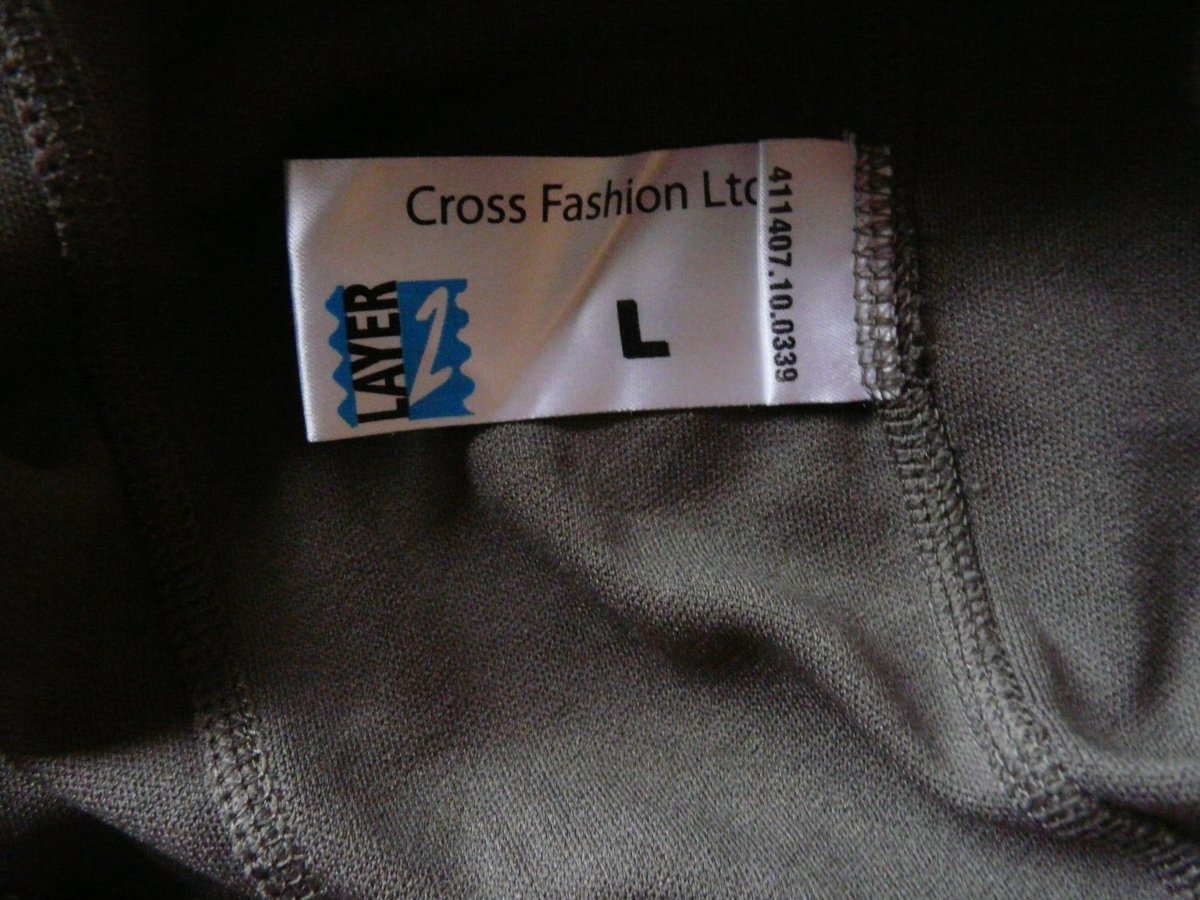 Cross Fashion Ltd
LAYER
2
L
411407.10.0339